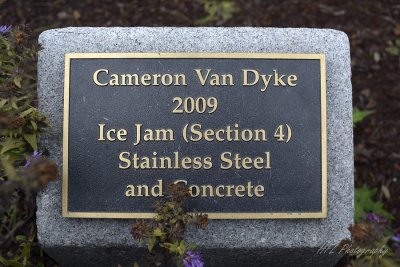 Cameron Van Dyke
2009
Ice Jam (Section 4)
Stainless Steel
and Concrete